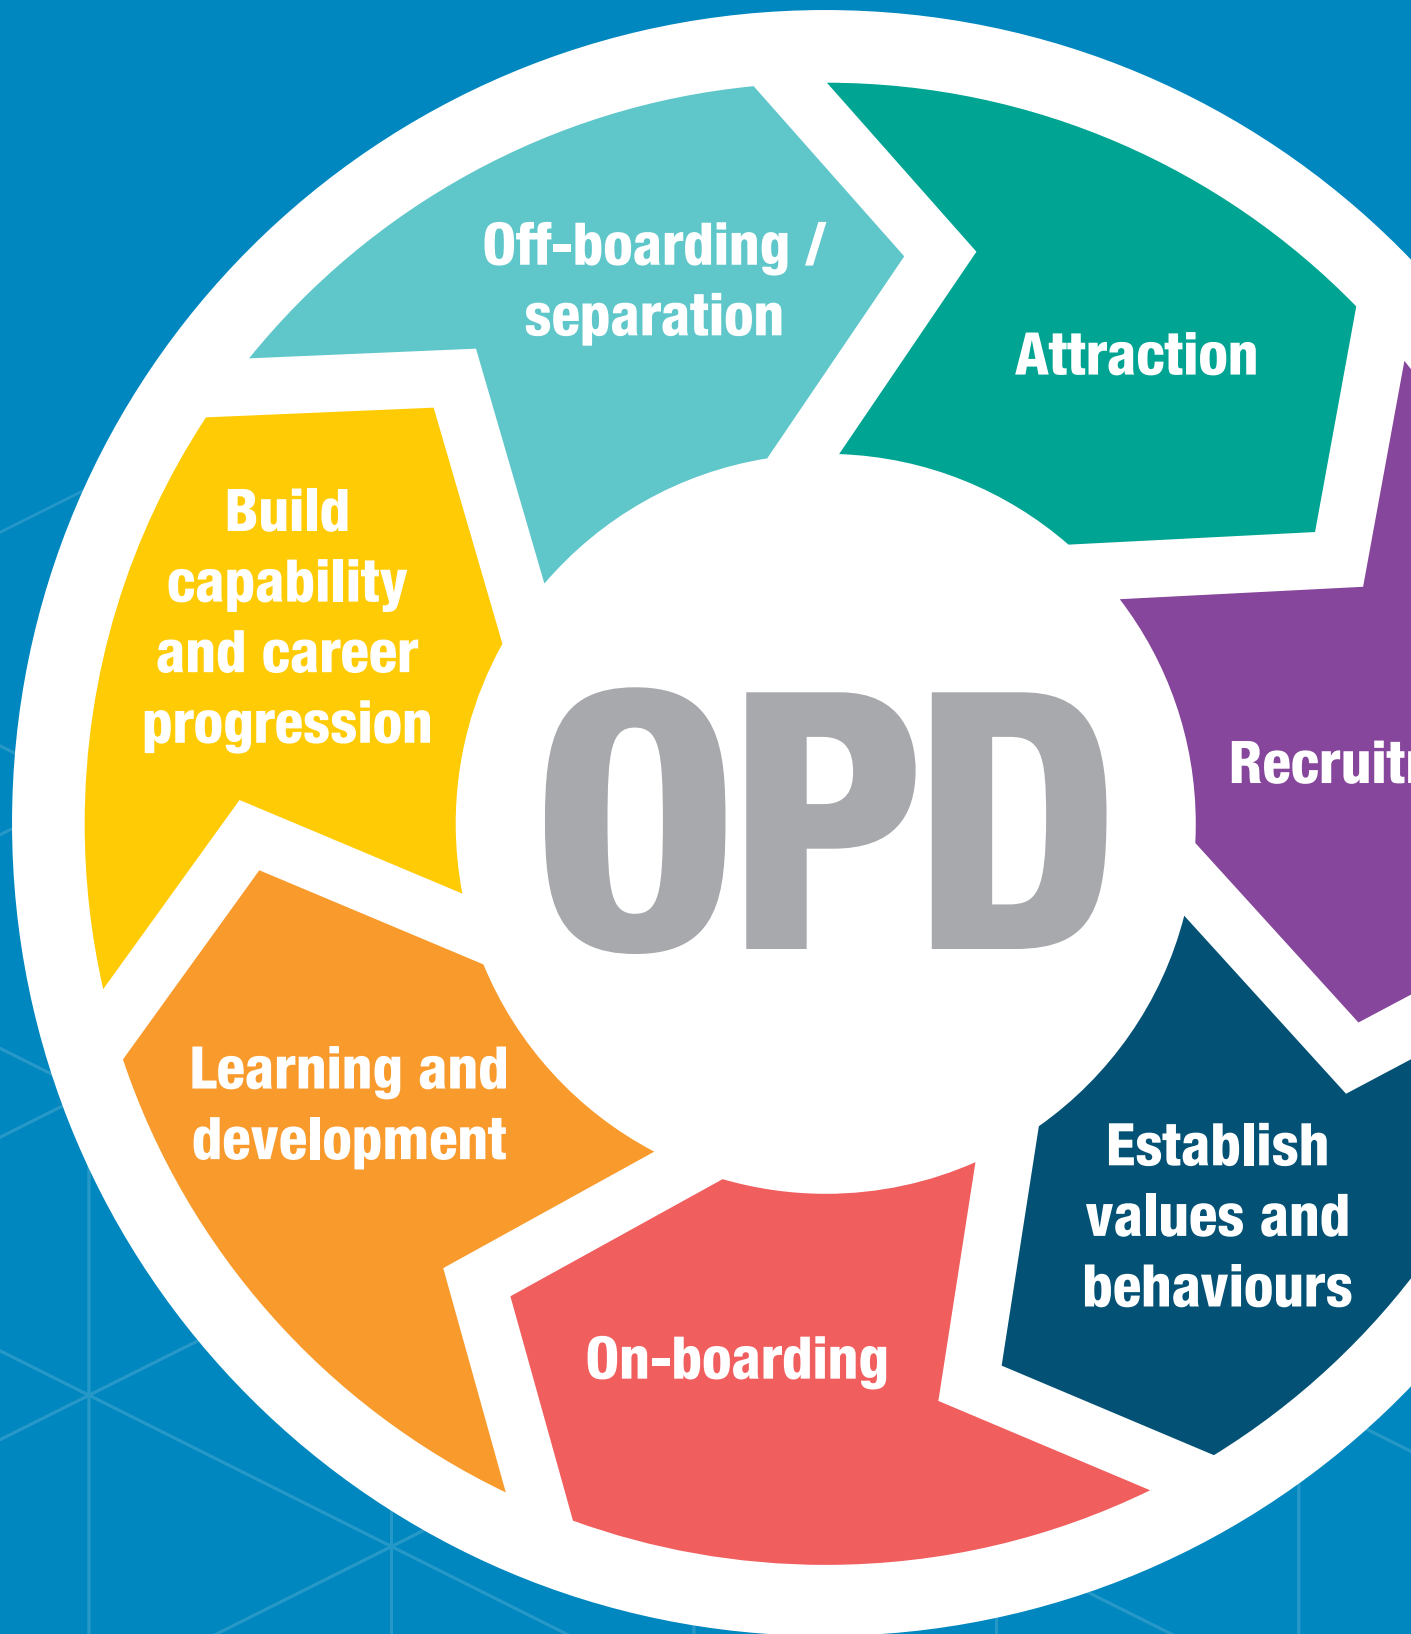 Off-boarding /
separation
Attraction
Build
capability
and career
progression
OPD
Learning and
development
Establish
values and
behaviours
On-boarding